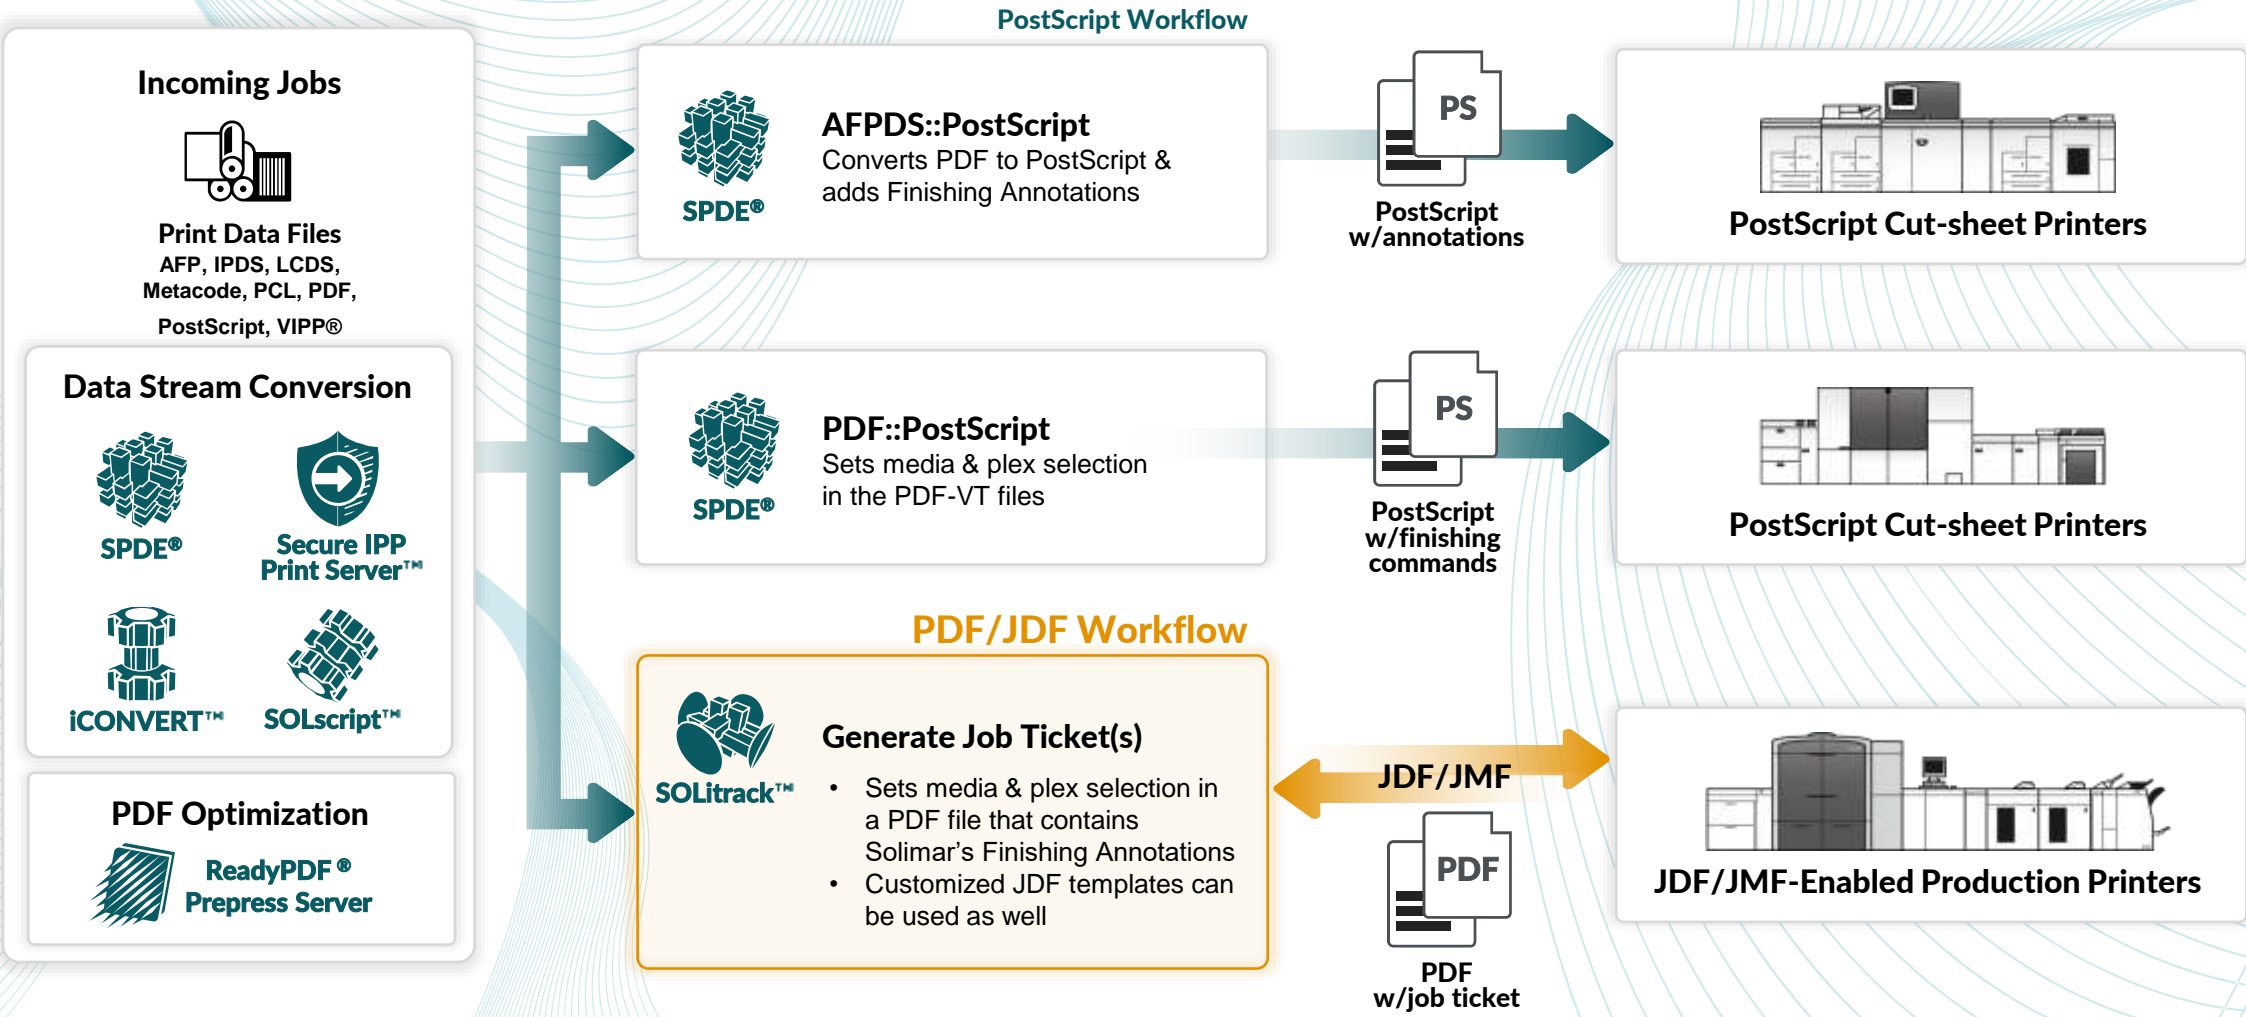 PostScript Workflow
Incoming Jobs
Print Data Files
AFP, IPDS, LCDS,
Metacode, PCL, PDF,
PostScript, VIPP®
Data Stream Conversion
SPDE®
Secure IPP
Print Server™
iCONVERT™
SOLscript™
PDF Optimization
ReadyPDF ®
Prepress Server
SPDE®
AFPDS::PostScript
Converts PDF to PostScript &
adds Finishing Annotations
PS
PostScript
w/annotations
PostScript Cut-sheet Printers
SPDE®
PDF::PostScript
Sets media & plex selection
in the PDF-VT files
PS
PostScript
w/finishing
commands
PostScript Cut-sheet Printers
PDF/JDF Workflow
SOLitrack™
Generate Job Ticket(s)
• Sets media & plex selection in
a PDF file that contains
Solimar's Finishing Annotations
• Customized JDF templates can
be used as well
JDF/JMF
PDF
PDF
w/job ticket
JDF/JMF-Enabled Production Printers